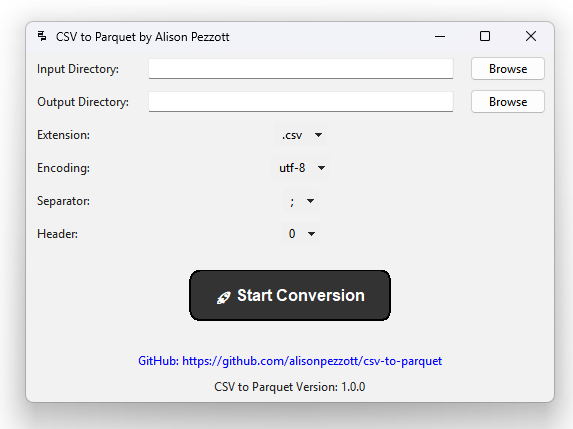 CSV to Parquet by Alison Pezzott
Input Directory: Browse
Output Directory: Browse
Extension: .csv
Encoding: utf-8
Separator: ;
Header: 0
Start Conversion
GitHub: https://github.com/alisonpezzott/csv-to-parquet
CSV to Parquet Version: 1.0.0